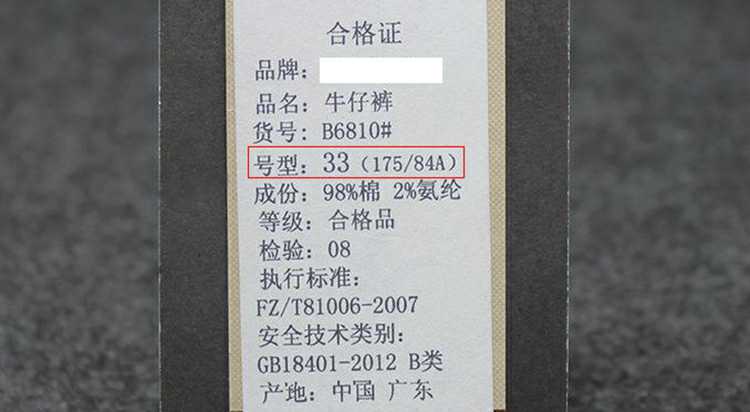 合格证
品牌：
品名：牛仔裤
货号：B6810#
号型：33（175/84A）
成份：98%棉 2%氨纶
等级：合格品
检验：08
执行标准：
FZ/T81006-2007
安全技术类别：
GB18401-2012 B类
产地：中国 广东